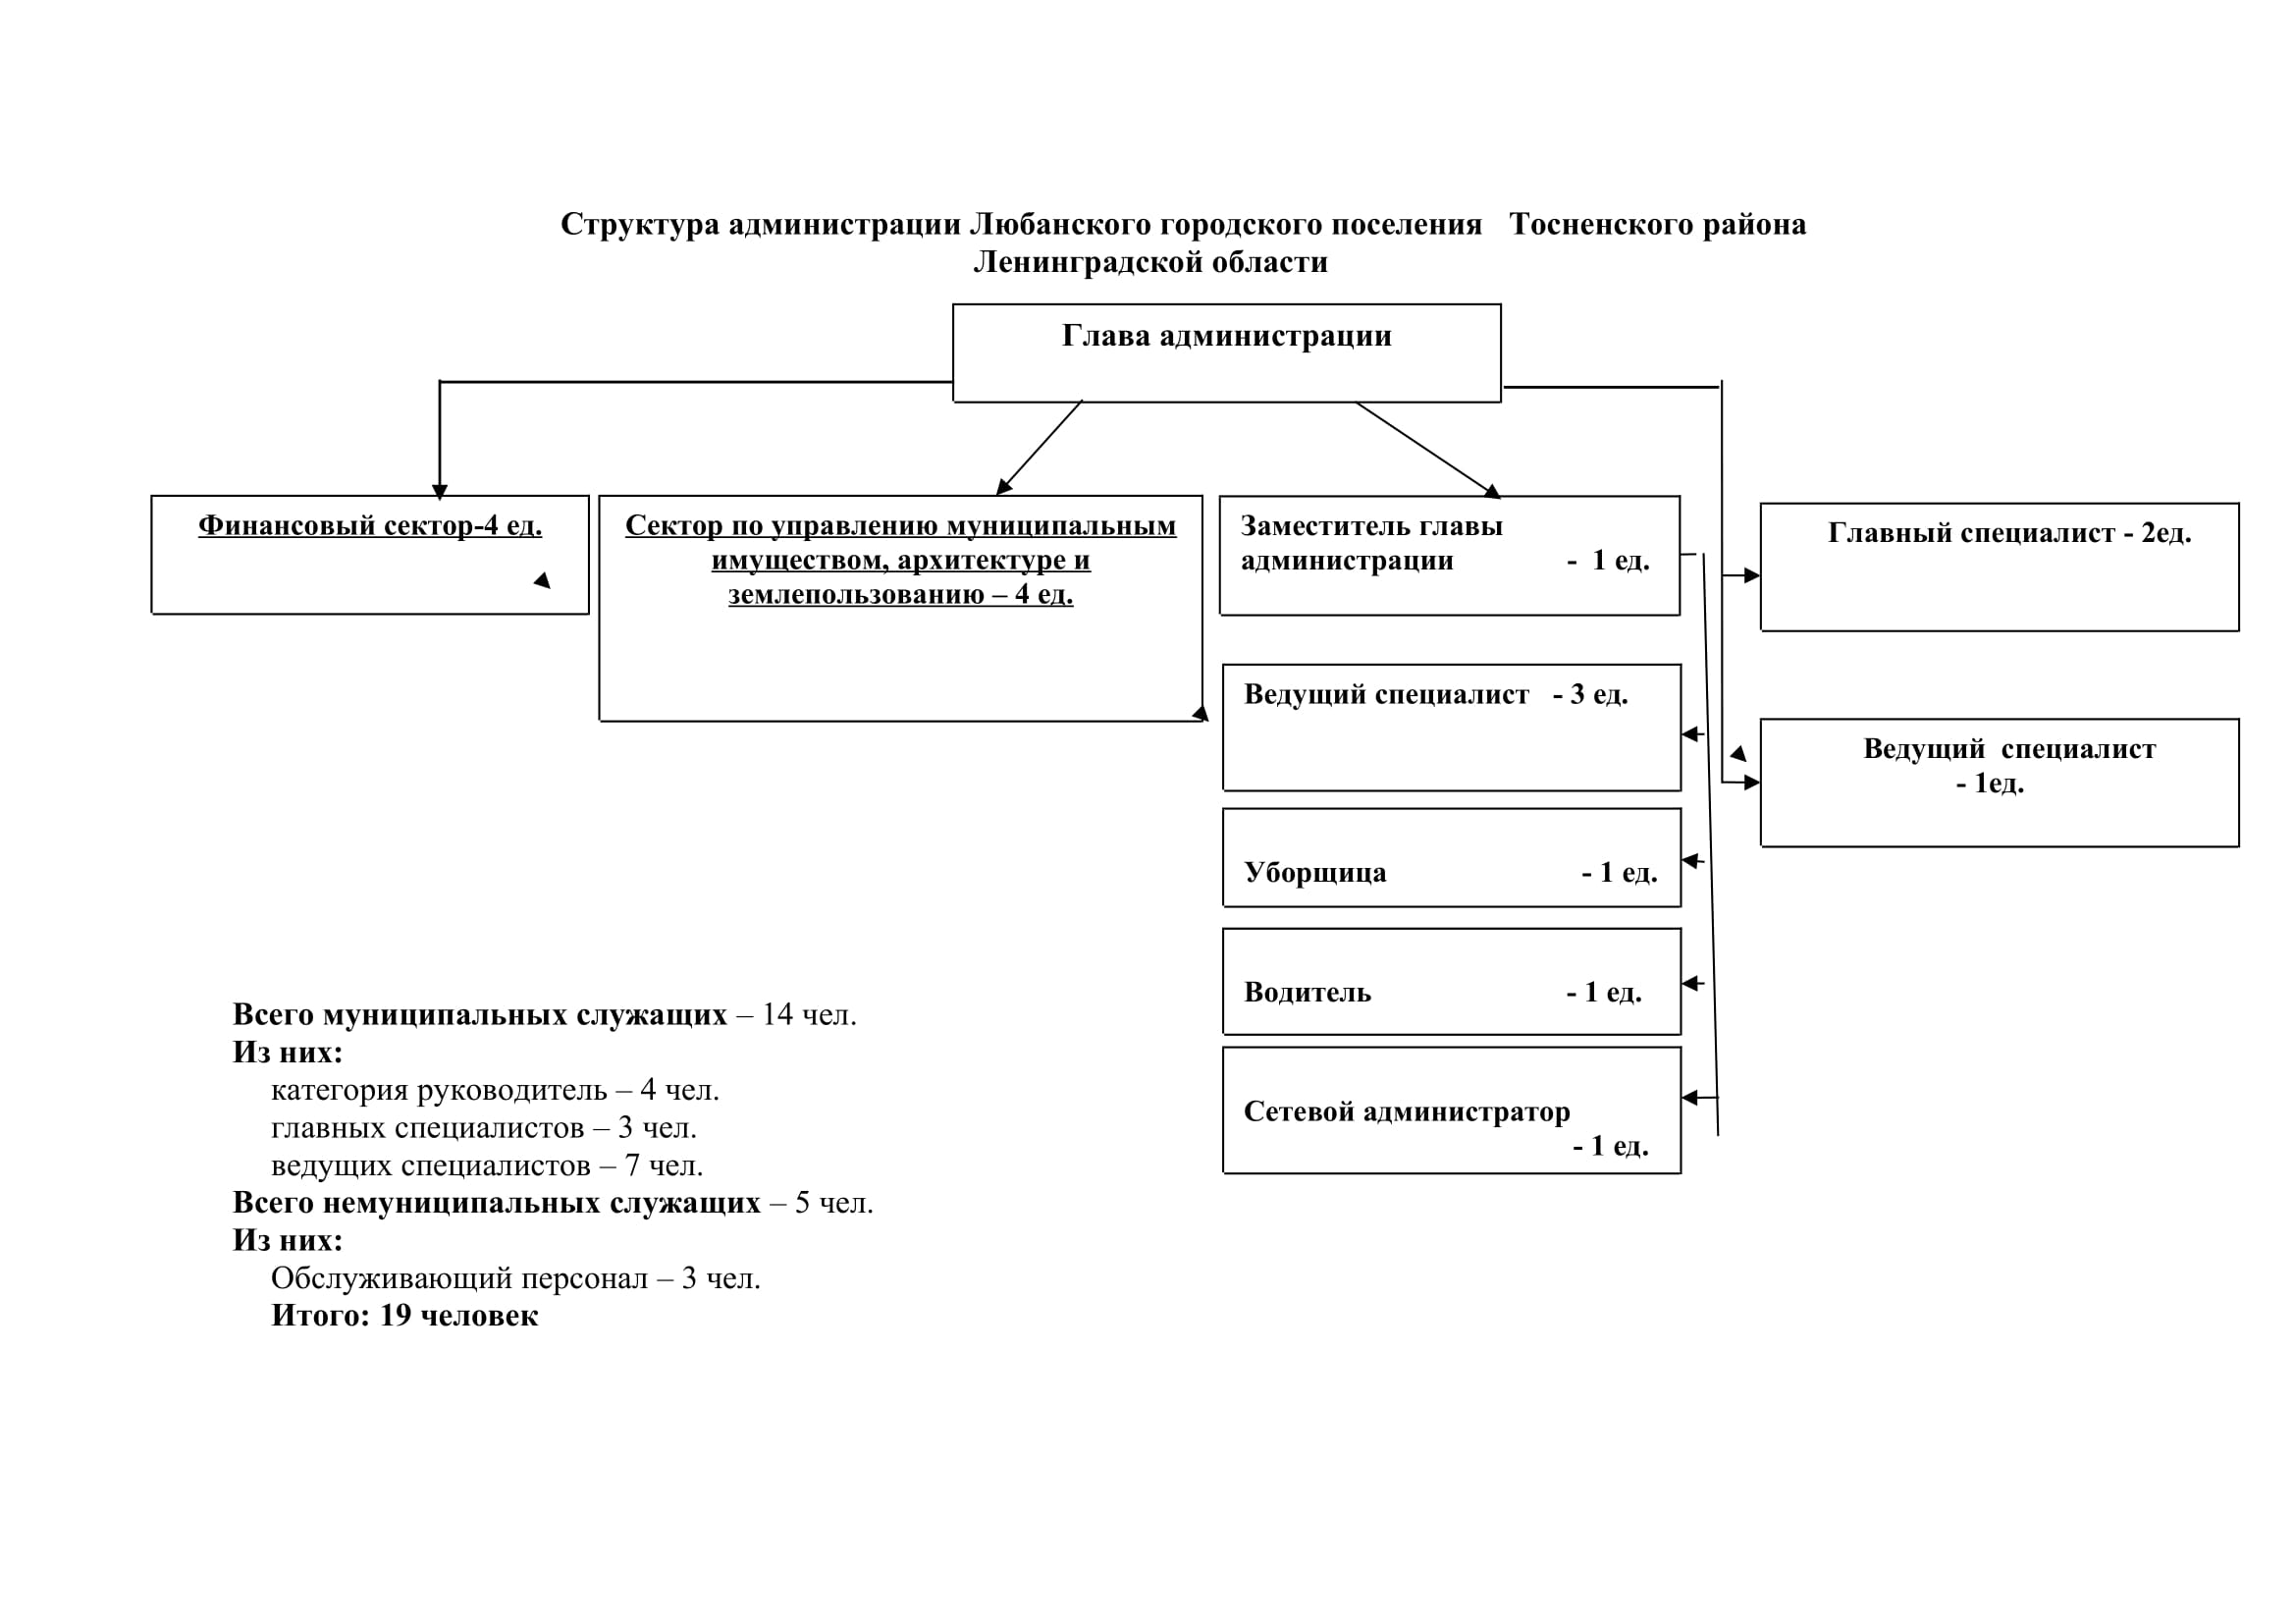 Структура администрации Любанского городского поселения Тосненского района
Ленинградской области
Глава администрации
Финансовый сектор-4 ед.
Сектор по управлению муниципальным
имуществом, архитектуре и
землепользованию – 4 ед.
Заместитель главы
администрации - 1 ед.
Главный специалист - 2ед.
Ведущий специалист - 3 ед.
Ведущий специалист
- 1ед.
Уборщица - 1 ед.
Водитель - 1 ед.
Сетевой администратор
- 1 ед.
Всего муниципальных служащих – 14 чел.
Из них:
категория руководитель – 4 чел.
главных специалистов – 3 чел.
ведущих специалистов – 7 чел.
Всего немуниципальных служащих – 5 чел.
Из них:
Обслуживающий персонал – 3 чел.
Итого: 19 человек